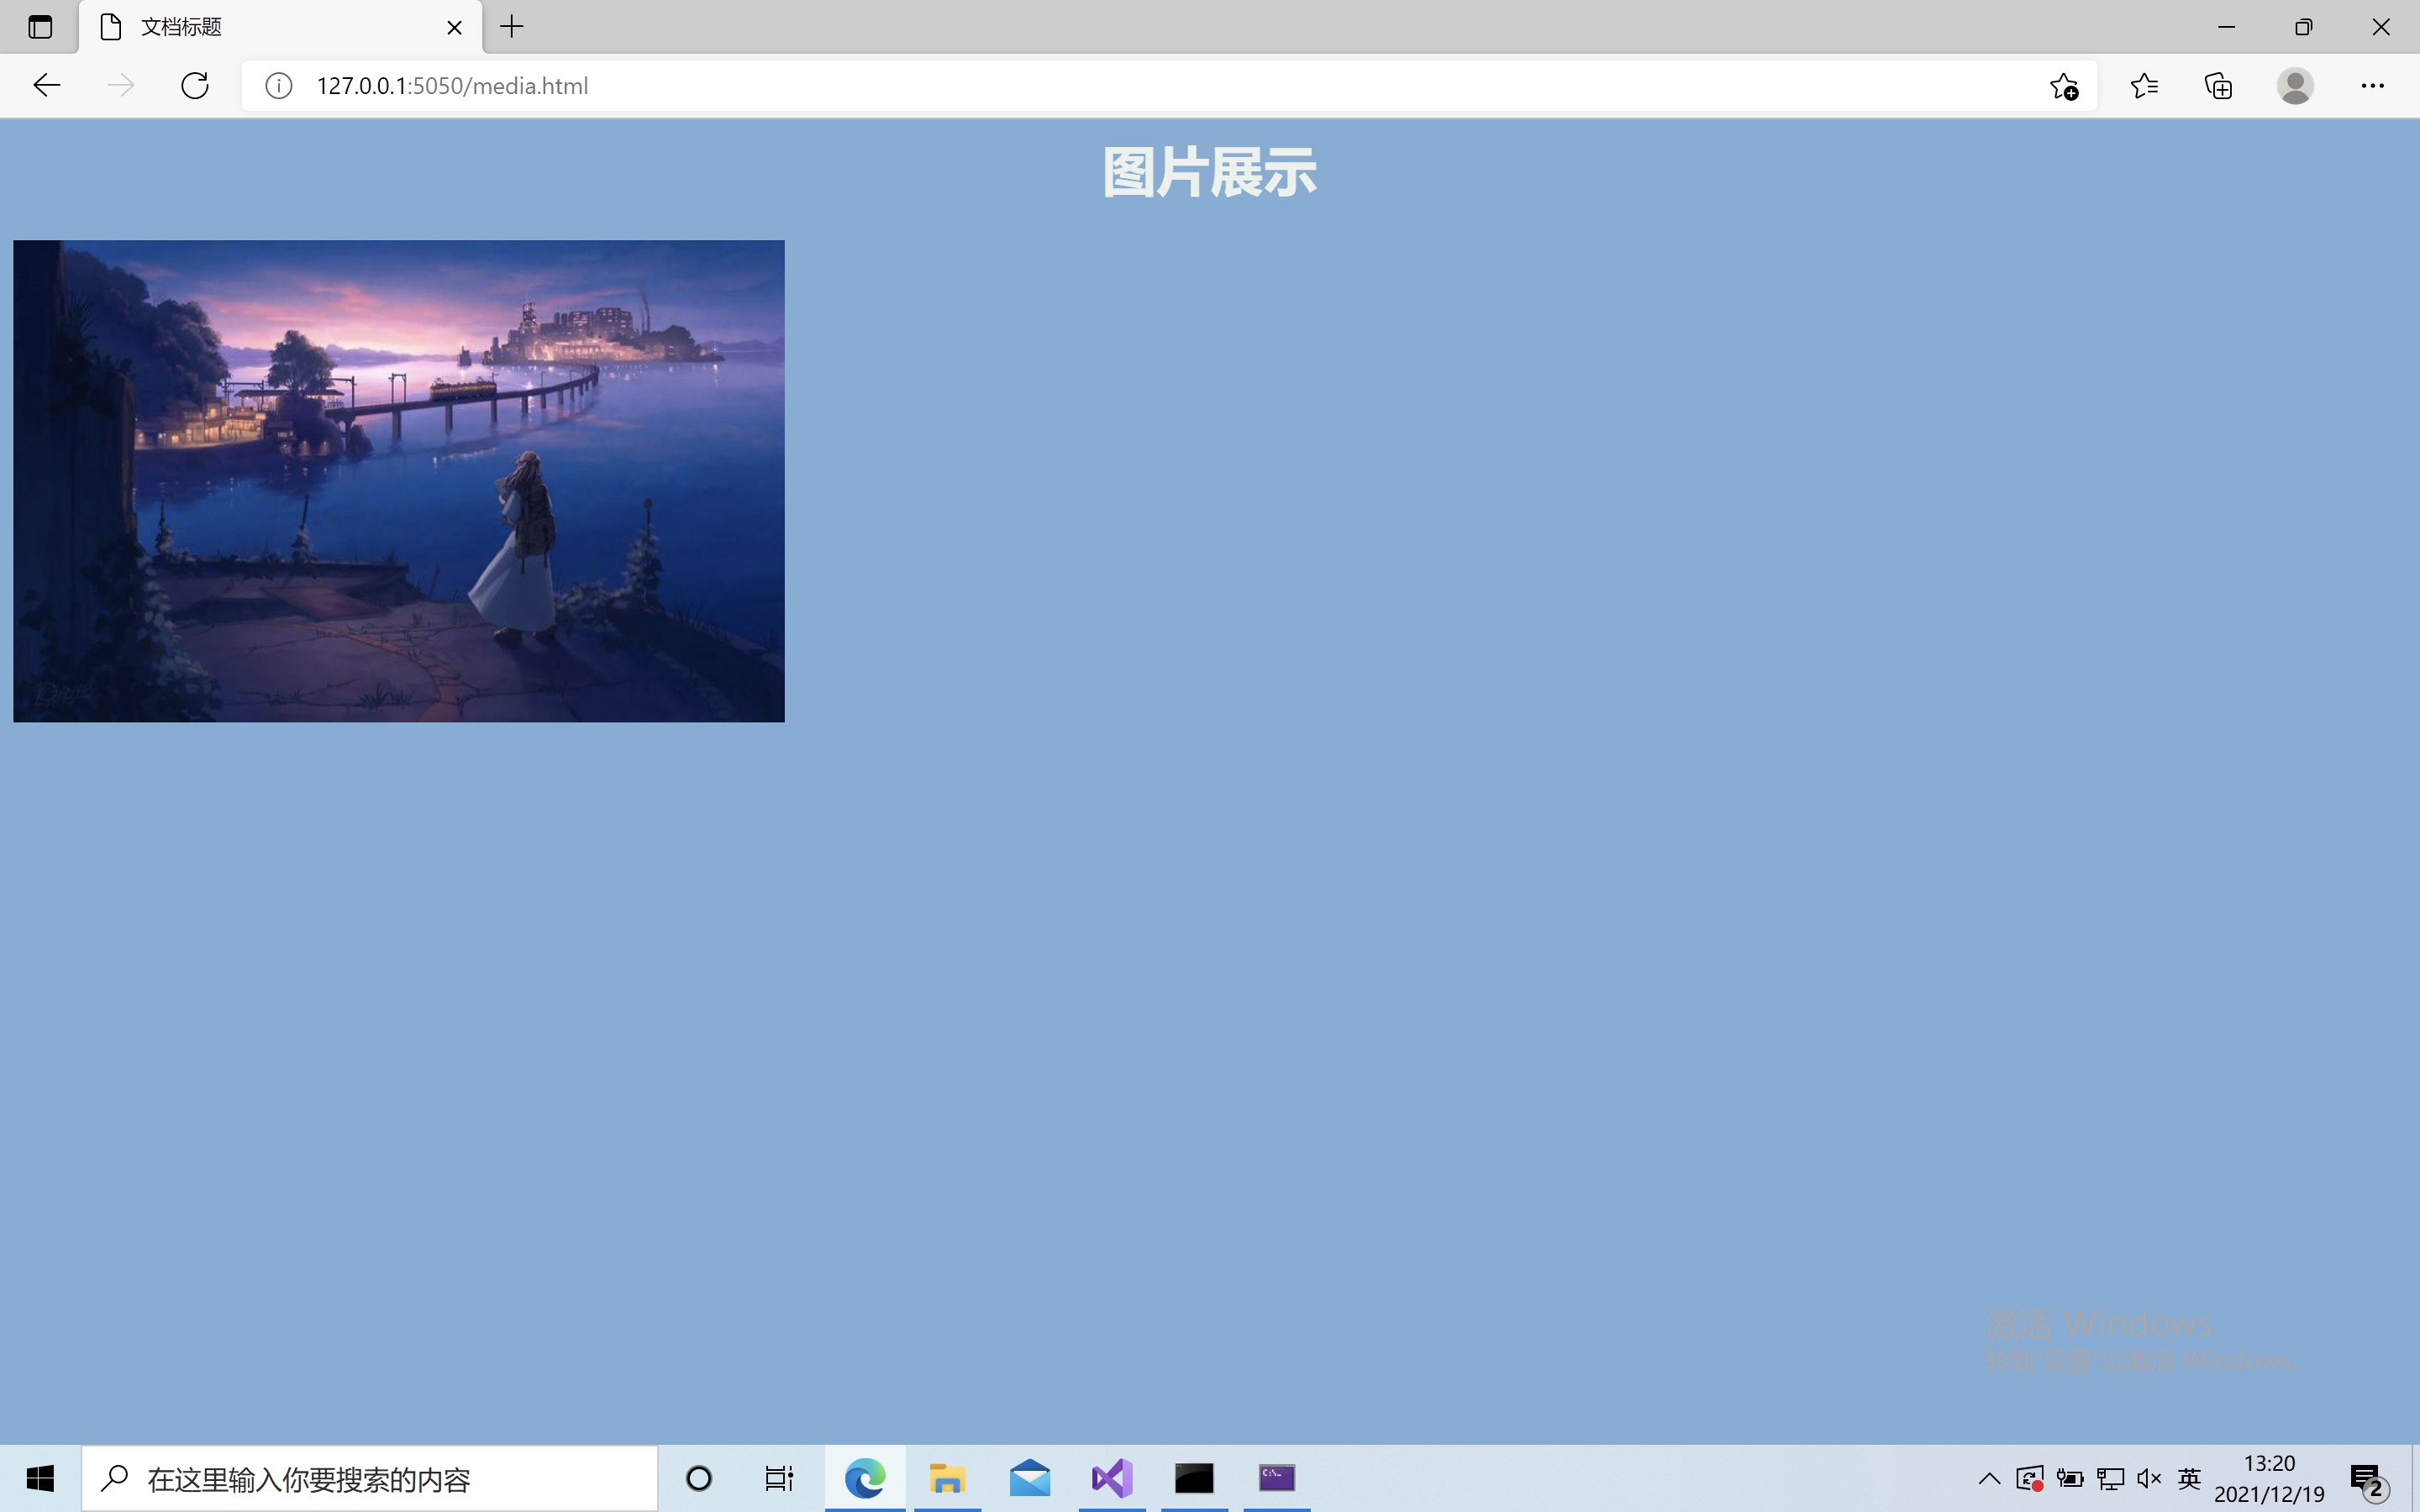 文档标题
127.0.0.1:5050/media.html
图片展示
激活 Windows
转到"设置"以激活 Windows。
在这里输入你要搜索的内容
C:\._
英
13:20
2021/12/19
2